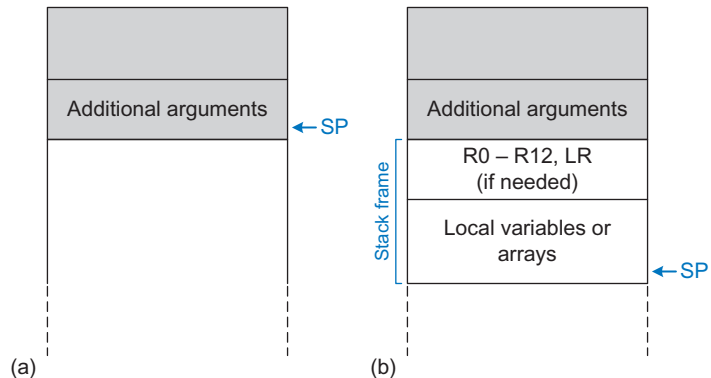 Additional arguments
SP
(a)
Additional arguments
R0 – R12, LR
(if needed)
Stack frame
Local variables or
arrays
SP
(b)